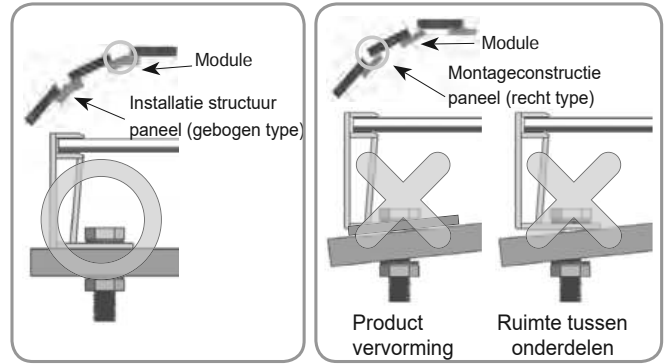 Module
Installatie structuur
paneel (gebogen type)
Module
Montageconstructie
paneel (recht type)
Product
vervorming
Ruimte tussen
onderdelen